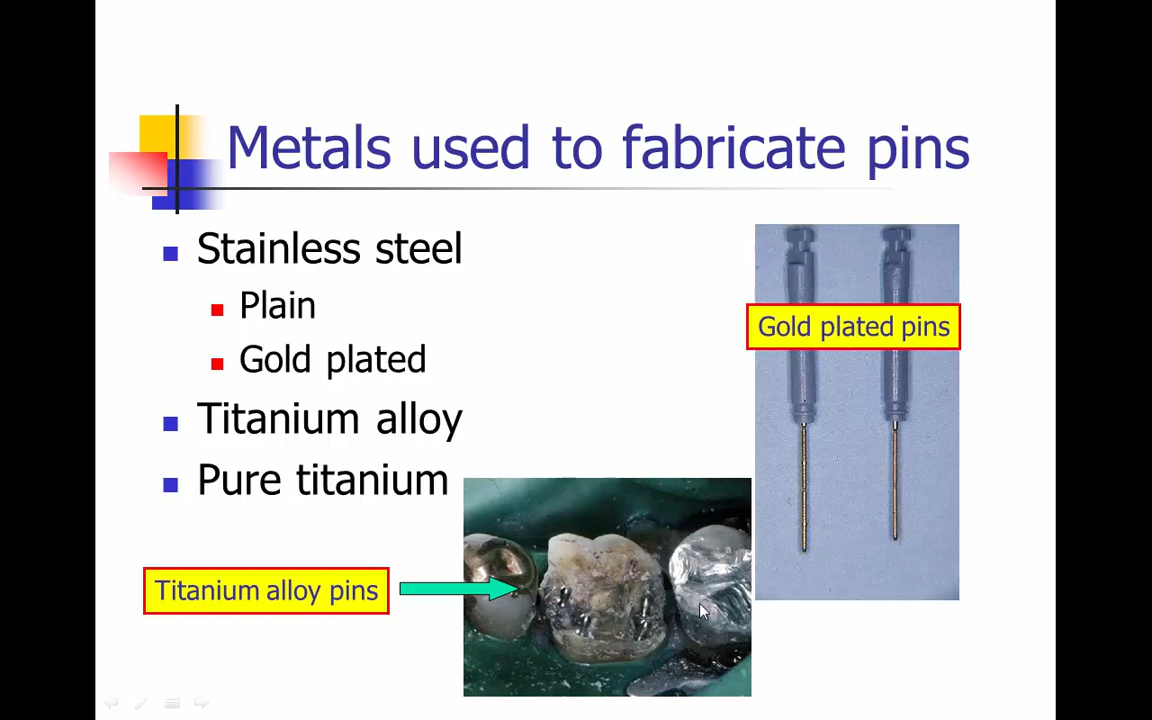 Metals used to fabricate pins
Stainless steel
Plain
Gold plated
Titanium alloy
Pure titanium
Gold plated pins
Titanium alloy pins